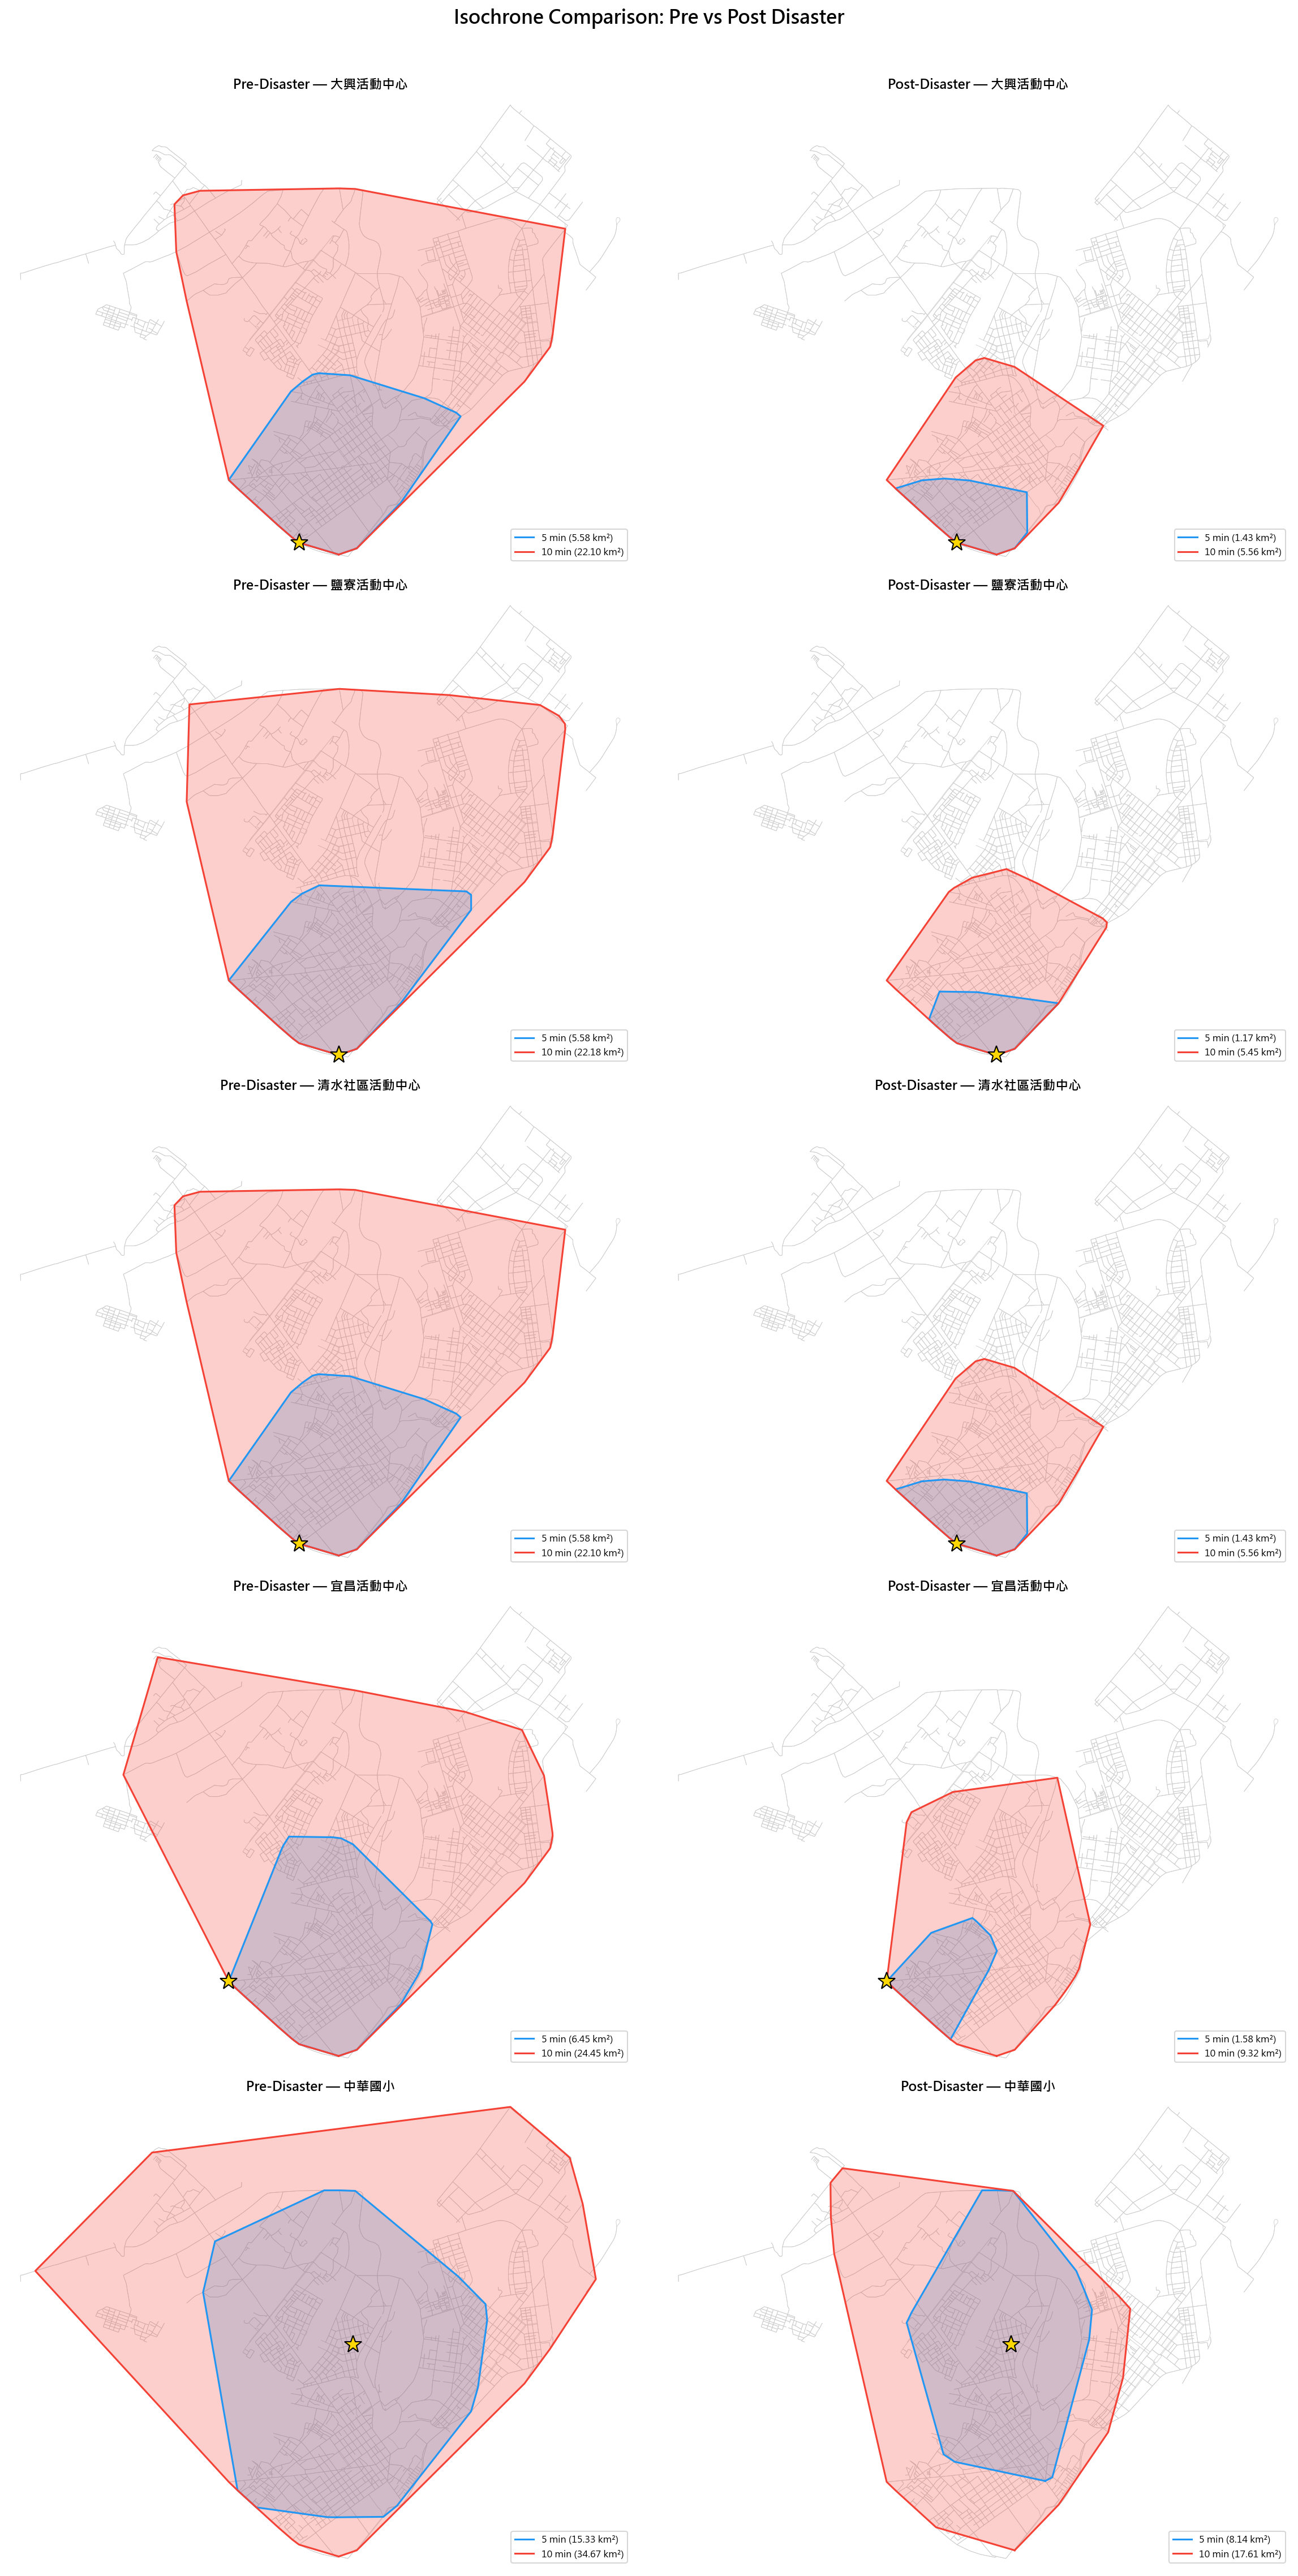 Isochrone Comparison: Pre vs Post Disaster
Pre-Disaster — 大興活動中心
Post-Disaster — 大興活動中心
5 min (5.58 km²)
10 min (22.10 km²)
5 min (1.43 km²)
10 min (5.56 km²)
Pre-Disaster — 鹽寮活動中心
Post-Disaster — 鹽寮活動中心
5 min (5.58 km²)
10 min (22.18 km²)
5 min (1.17 km²)
10 min (5.45 km²)
Pre-Disaster — 清水社區活動中心
Post-Disaster — 清水社區活動中心
5 min (5.58 km²)
10 min (22.10 km²)
5 min (1.43 km²)
10 min (5.56 km²)
Pre-Disaster — 宜昌活動中心
Post-Disaster — 宜昌活動中心
5 min (6.45 km²)
10 min (24.45 km²)
5 min (1.58 km²)
10 min (9.32 km²)
Pre-Disaster — 中華國小
Post-Disaster — 中華國小
5 min (15.33 km²)
10 min (34.67 km²)
5 min (8.14 km²)
10 min (17.61 km²)